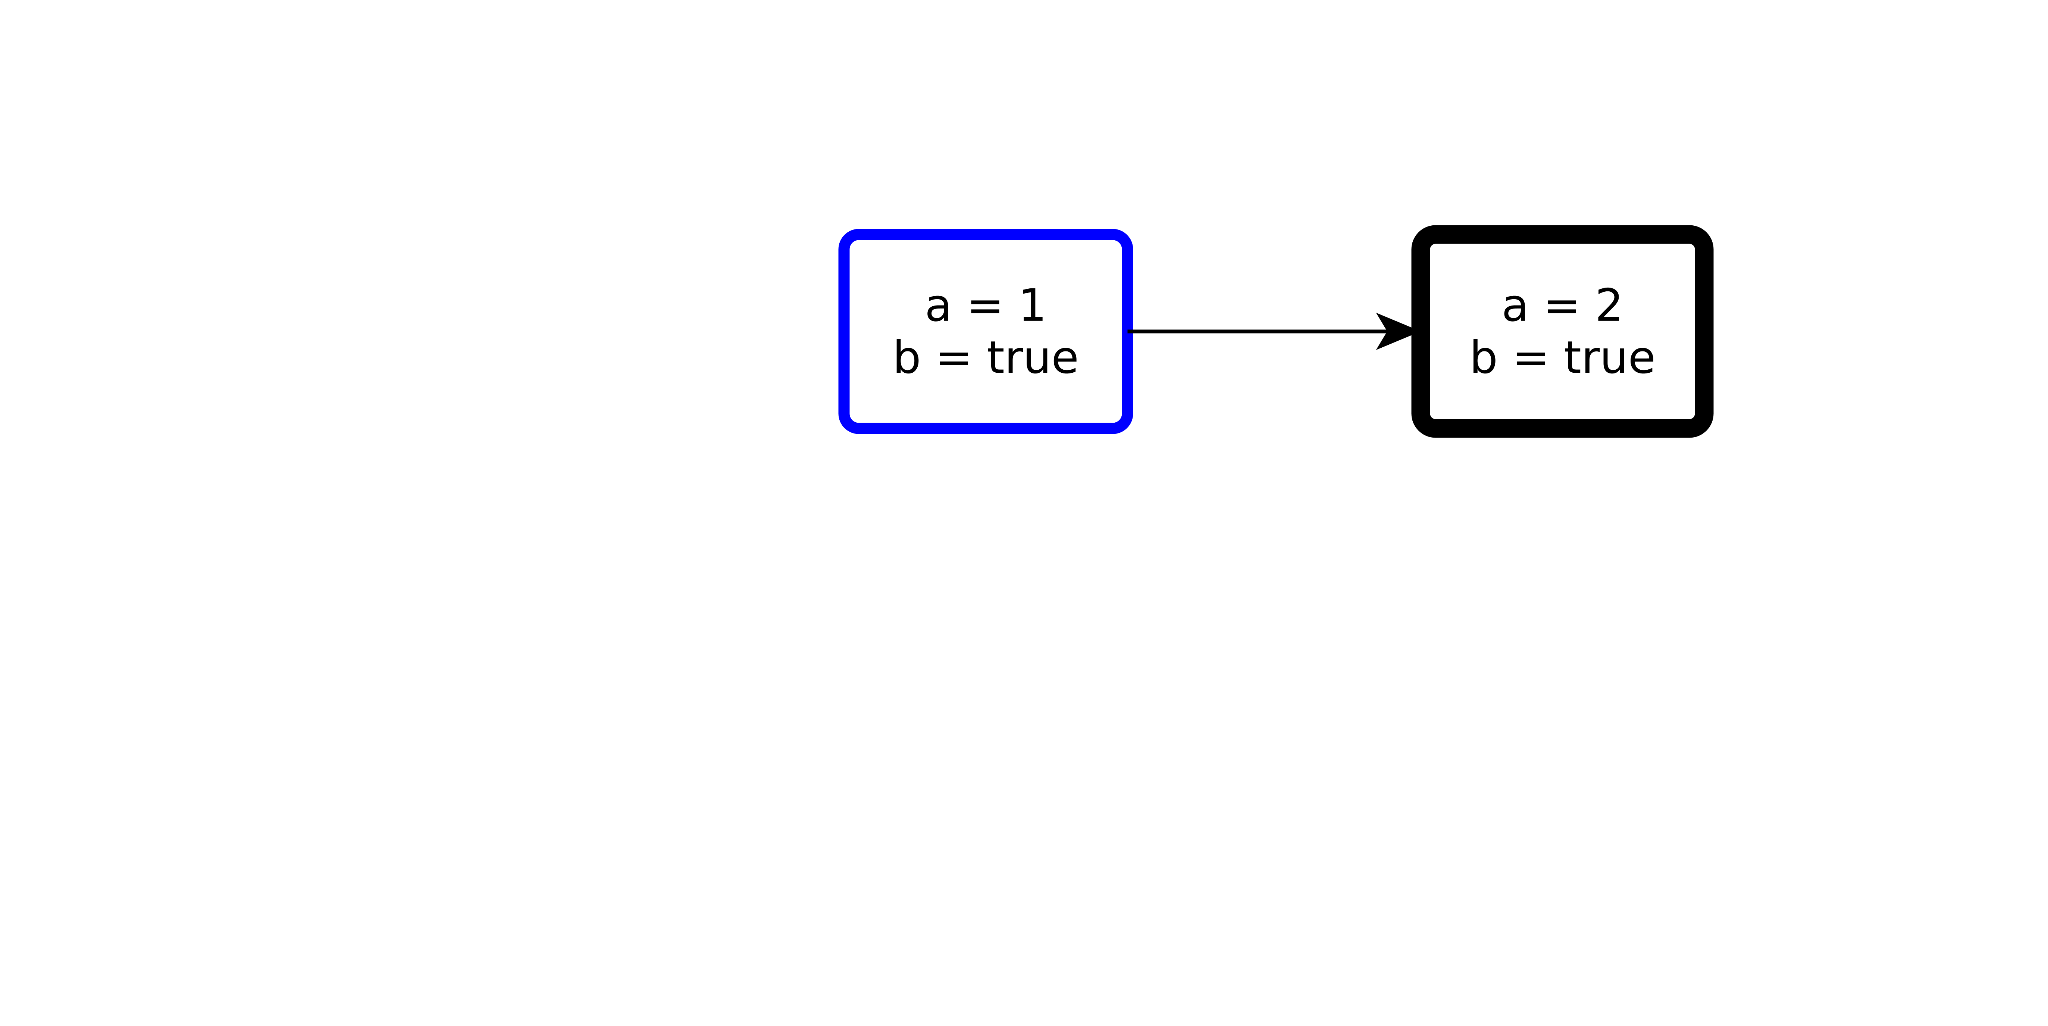 a = 1
b = true
a = 2
b = true